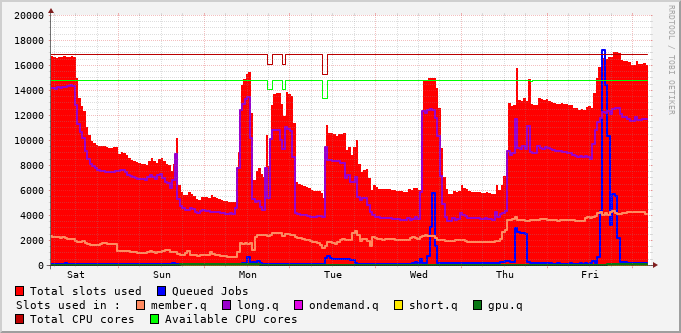 20000
18000
16000
14000
12000
10000
8000
6000
4000
2000
0
Sat Sun Mon Tue Wed Thu Fri
RRDTOOL / TOBI OETIKER
Total slots used Queued Jobs
Slots used in : member.q long.q ondemand.q short.q gpu.q
Total CPU cores Available CPU cores